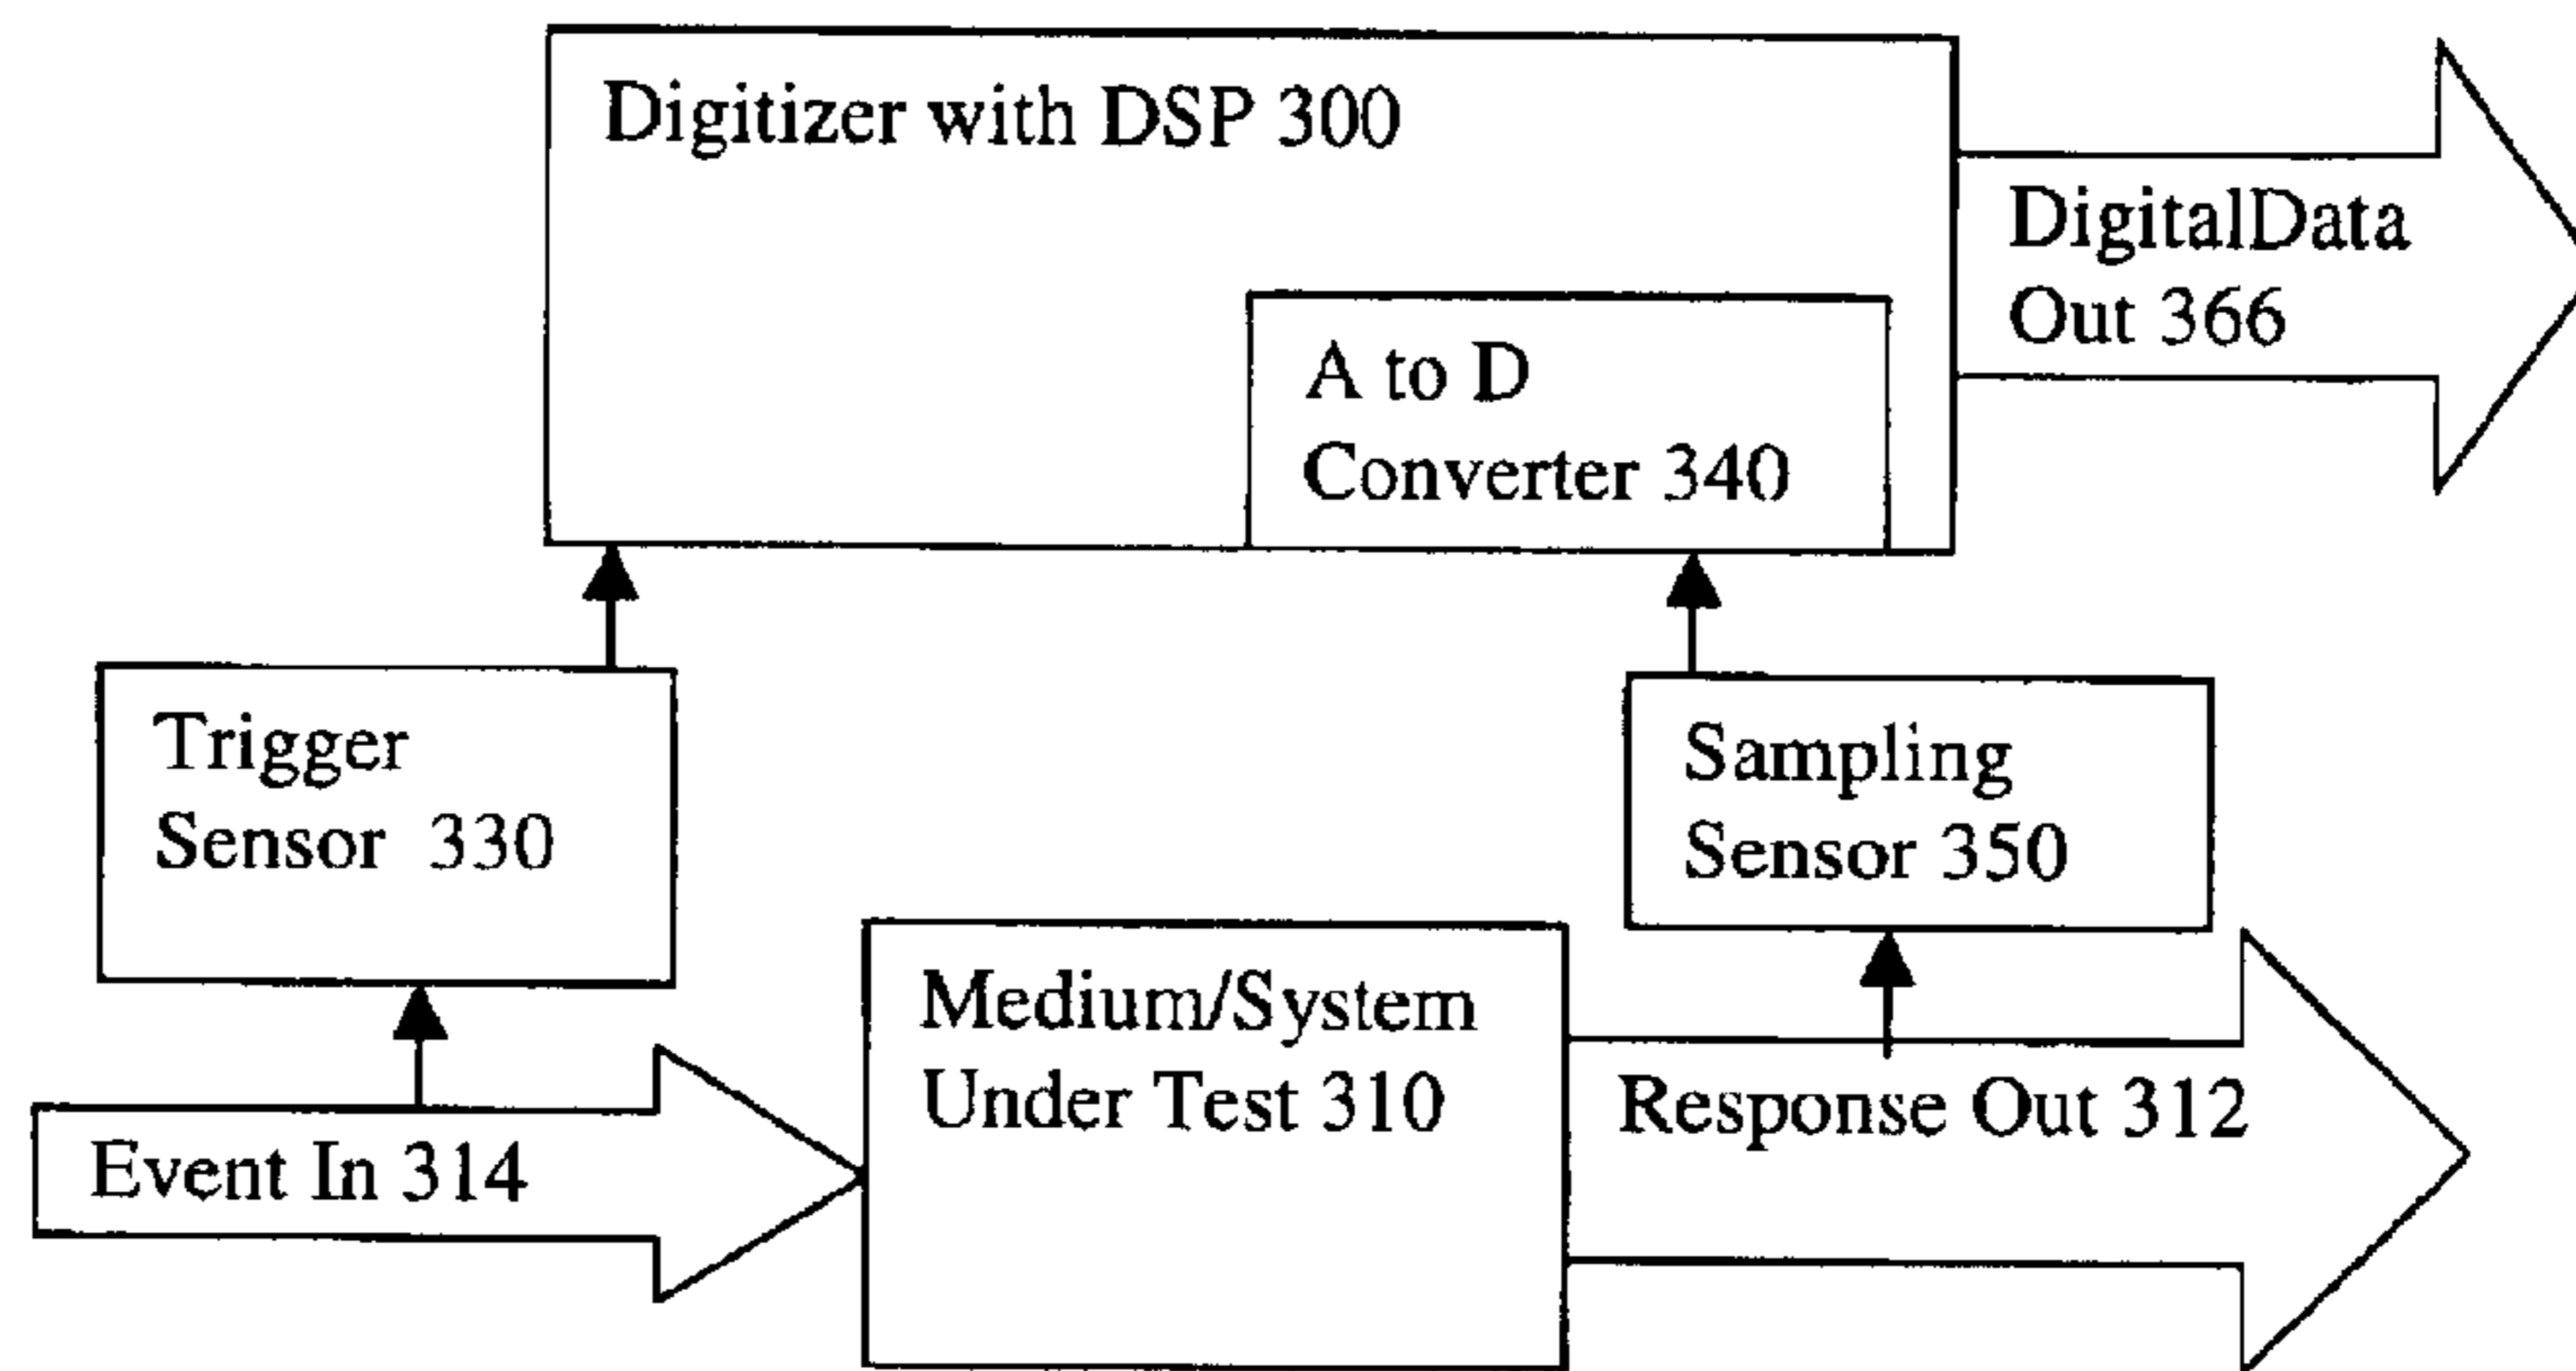 Digitizer with DSP 300
DigitalData
Out 366
A to D
Converter 340
Trigger
Sensor 330
Sampling
Sensor 350
Medium/System
Under Test 310
Event In 314
Response Out 312